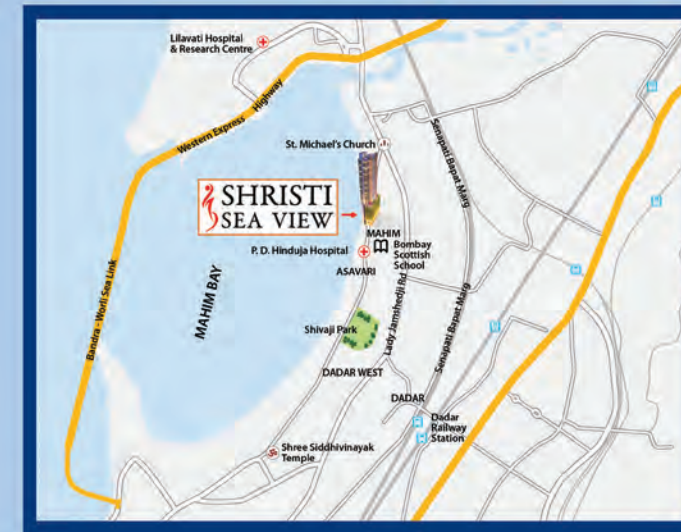 Lilavati Hospital
& Research Centre
Western Express Highway
St. Michael's Church
Senapati Bapat Marg
SHRISTI
SEA VIEW
MAHIM
P. D. Hinduja Hospital
Bombay
Scottish
School
ASAVARI
Bandra - Worli Sea Link
MAHIM BAY
Lady Jamshedji Rd
Senapati Bapat Marg
Shivaji Park
DADAR WEST
DADAR
Dadar
Railway
Station
Shree Siddhivinayak
Temple